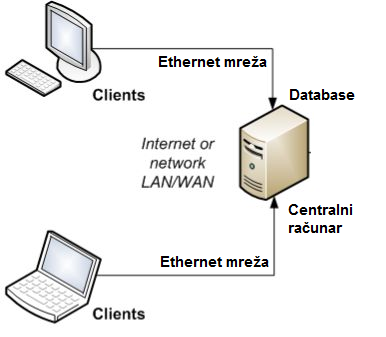 Ethernet mreža
Clients
Database
Internet or
network
LAN/WAN
Centralni
računar
Ethernet mreža
Clients